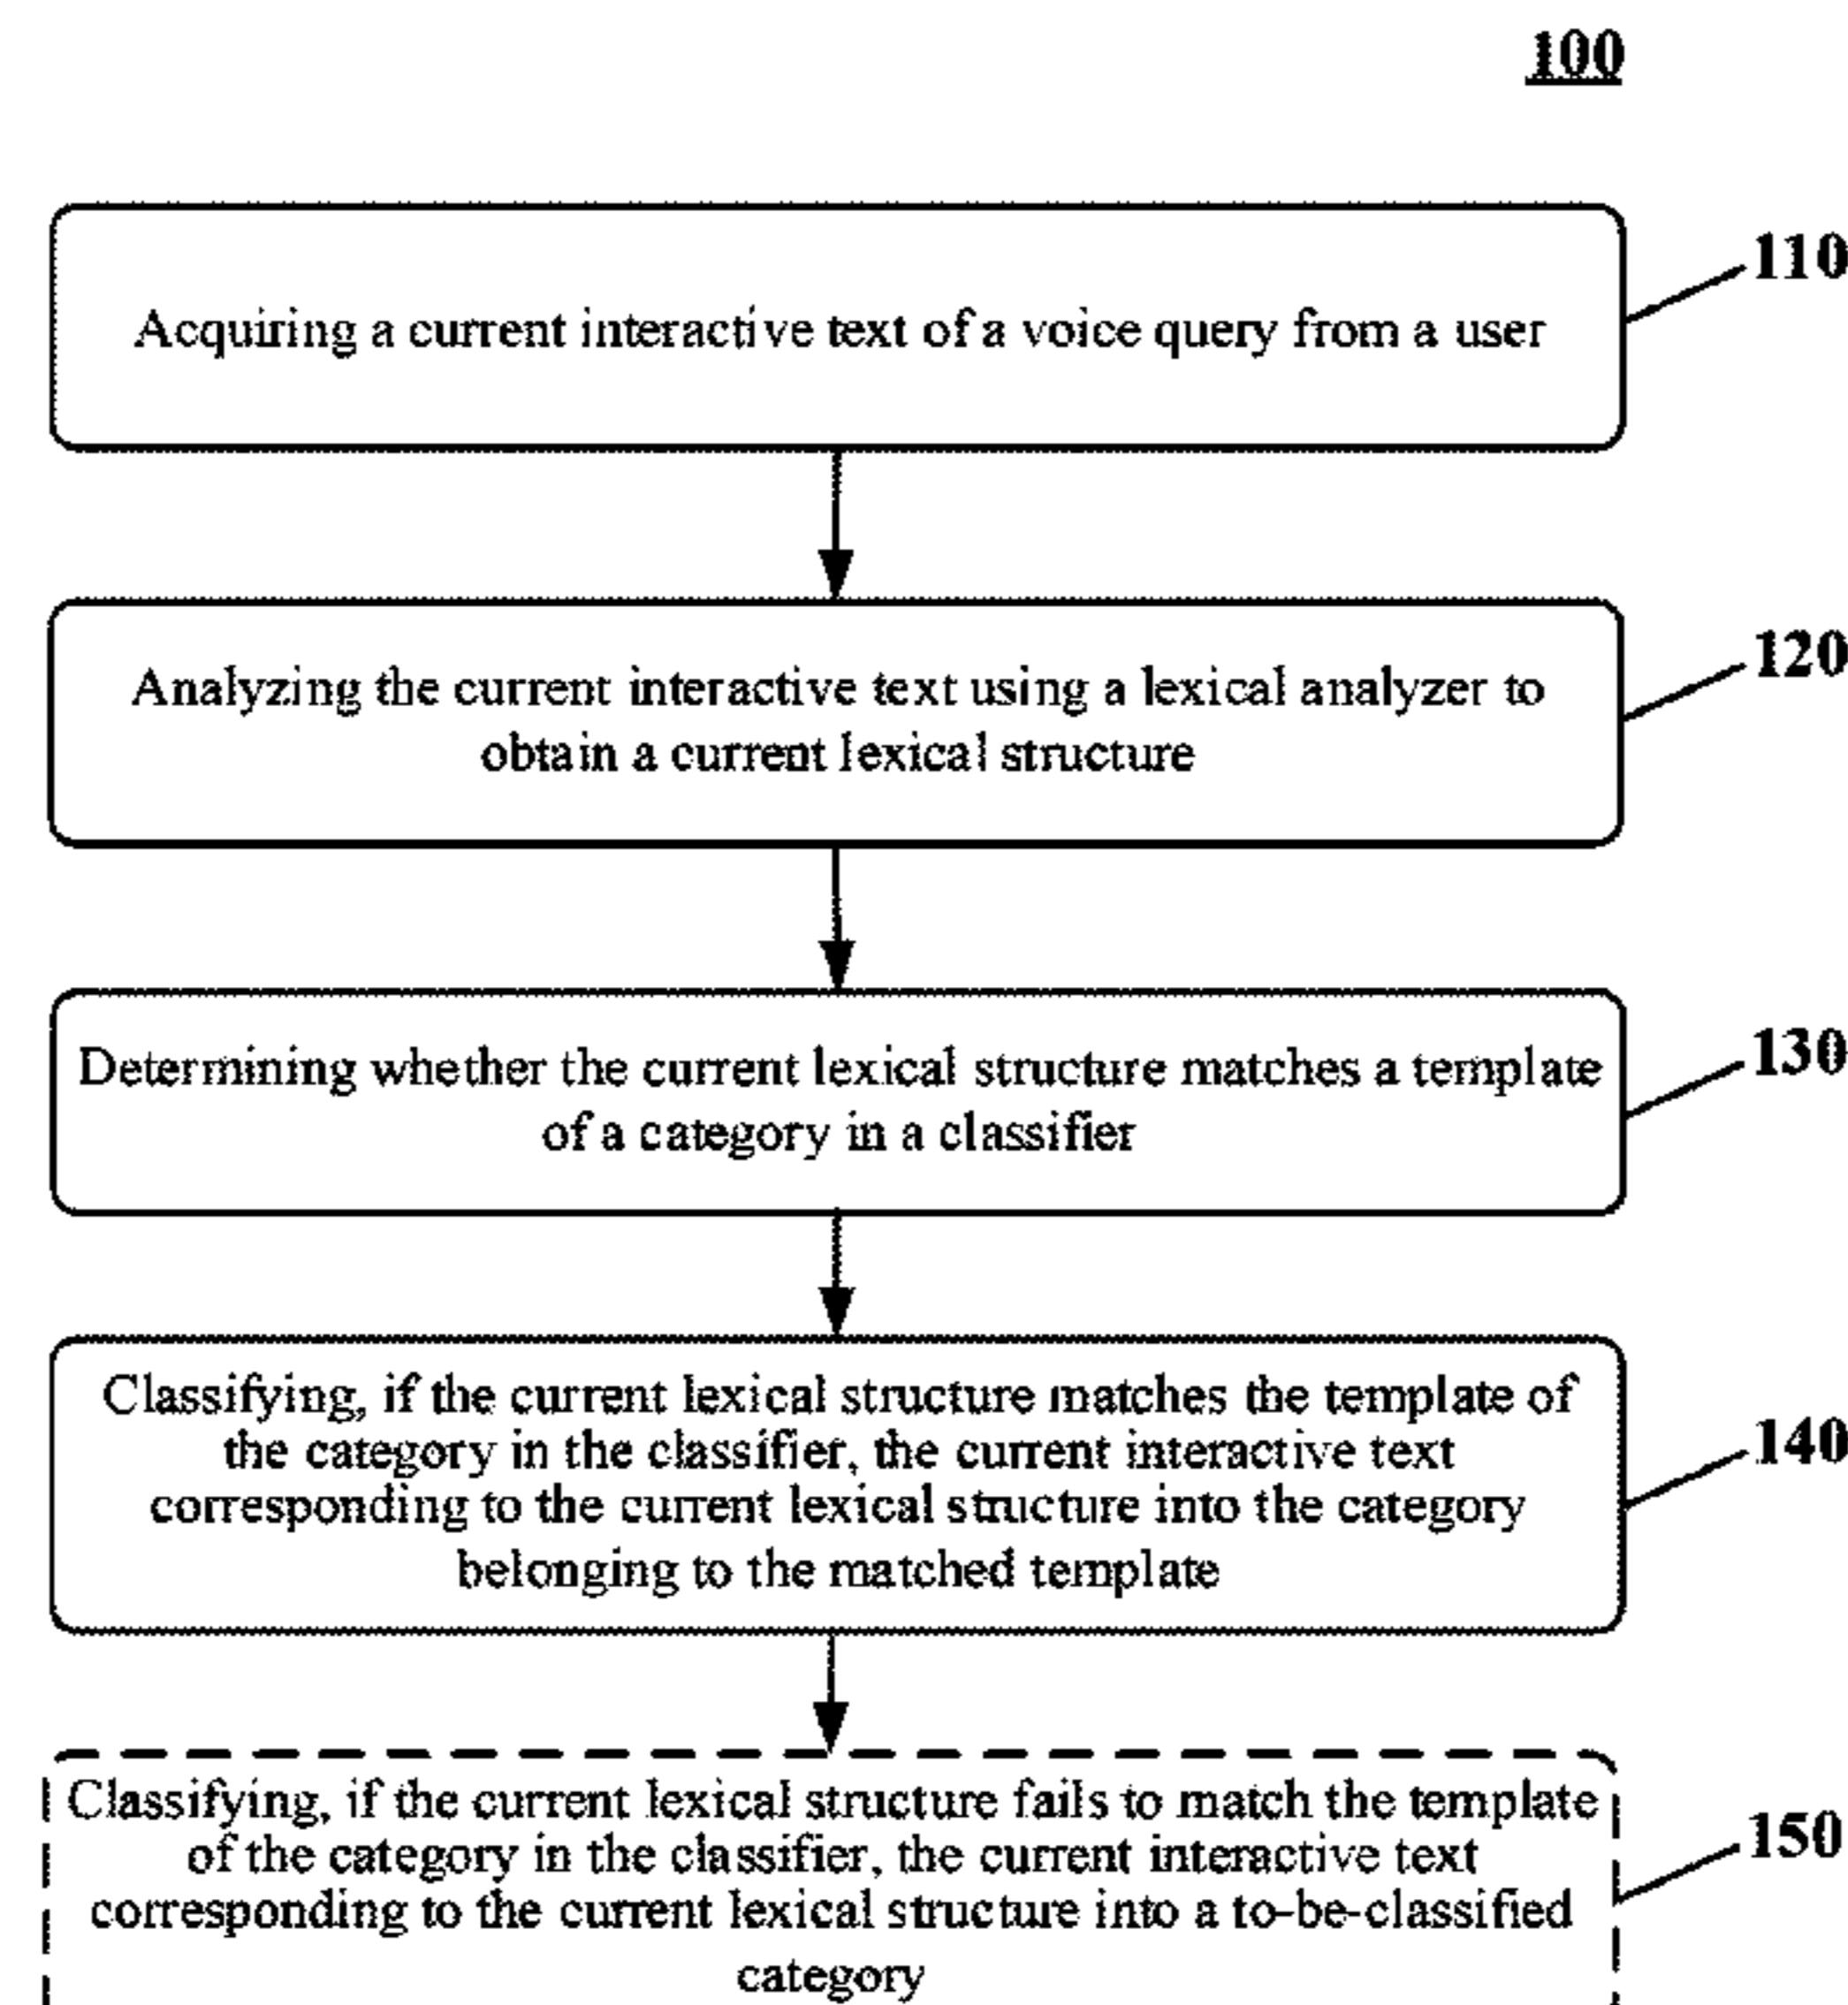 100
Acquiring a current interactive text of a voice query from a user
110
Analyzing the current interactive text using a lexical analyzer to
obtain a current lexical structure
120
Determining whether the current lexical structure matches a template
of a category in a classifier
130
Classifying, if the current lexical structure matches the template of
the category in the classifier, the current interactive text
corresponding to the current lexical structure into the category
belonging to the matched template
140
Classifying, if the current lexical structure fails to match the template
of the category in the classifier, the current interactive text
corresponding to the current lexical structure into a to-be-classified
category
150